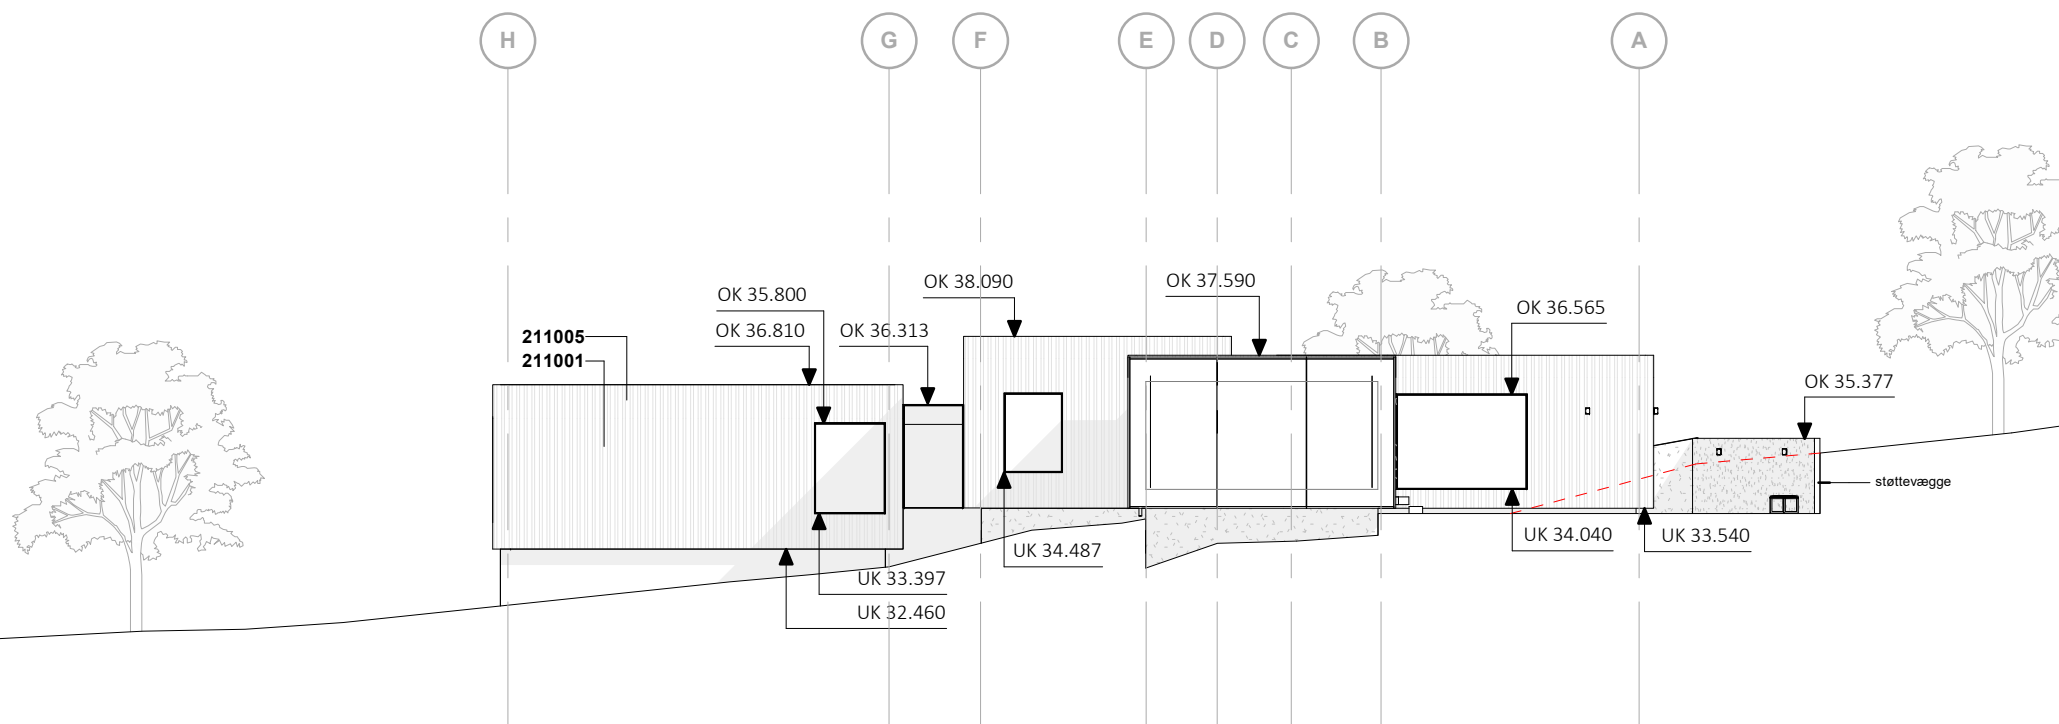 H G F E D C B A
OK 38.090
OK 37.590
OK 35.800
OK 36.565
OK 36.810
OK 36.313
211005
211001
OK 35.377
støttevægge
UK 34.487
UK 34.040
UK 33.540
UK 33.397
UK 32.460